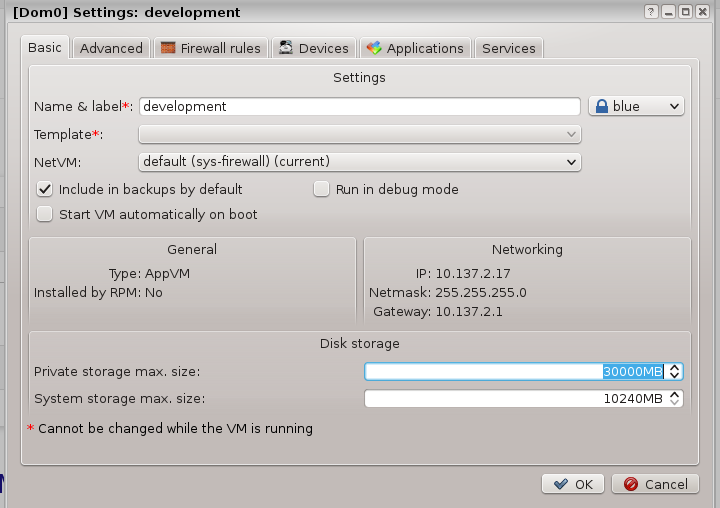 [Dom0] Settings: development
Basic Advanced Firewall rules Devices Applications Services
Settings
Name & label*: development blue
Template*:
NetVM: default (sys-firewall) (current)
Include in backups by default Run in debug mode
Start VM automatically on boot
General
Type: AppVM
Installed by RPM: No
Networking
IP: 10.137.2.17
Netmask: 255.255.255.0
Gateway: 10.137.2.1
Disk storage
Private storage max. size: 30000MB
System storage max. size: 10240MB
* Cannot be changed while the VM is running
OK Cancel